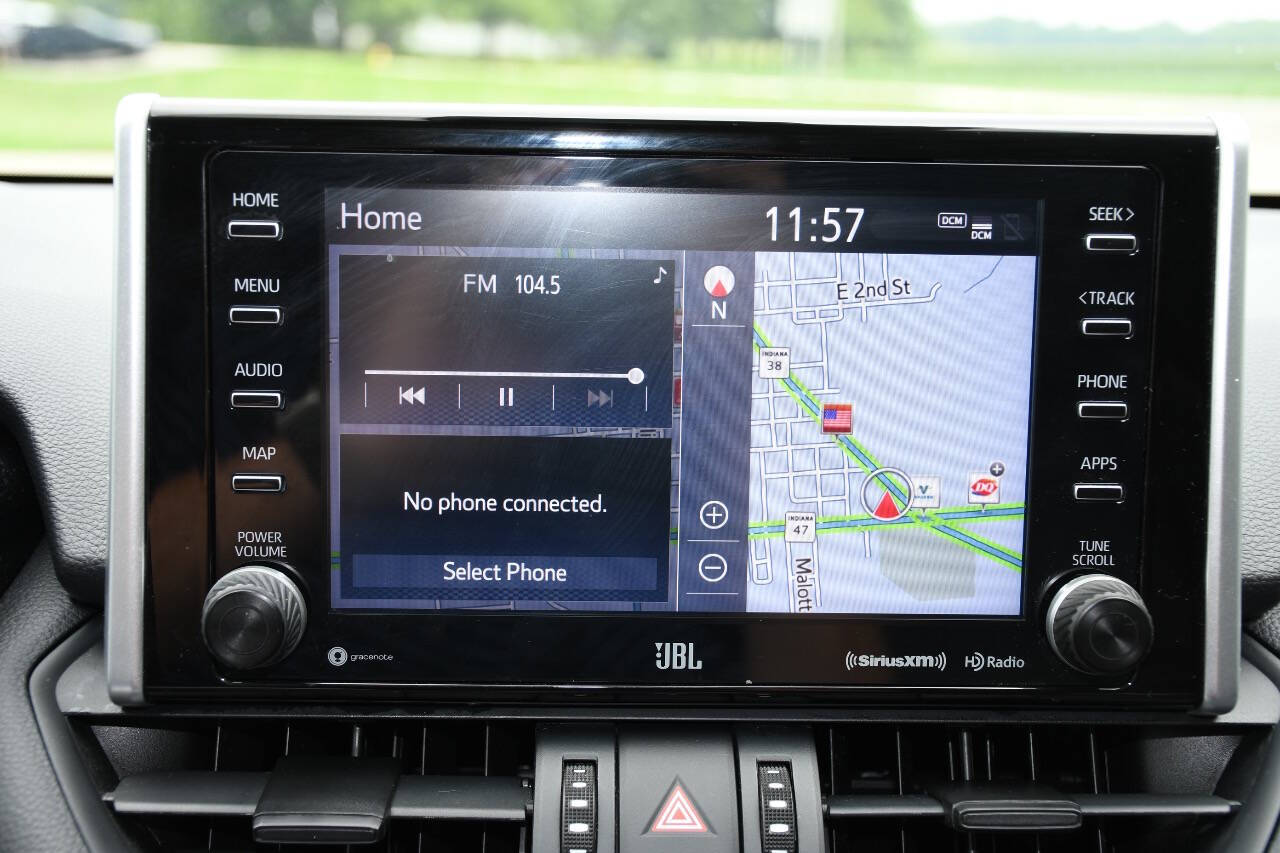 HOME
MENU
AUDIO
MAP
POWER
VOLUME
Home
11:57
DCM
DCM
FM 104.5
No phone connected.
Select Phone
N
E 2nd St
INDIANA
38
DQ
INDIANA
47
Malott
SEEK>
<TRACK
PHONE
APPS
TUNE
SCROLL
gracenote
JBL
((SiriusXM))
HD Radio